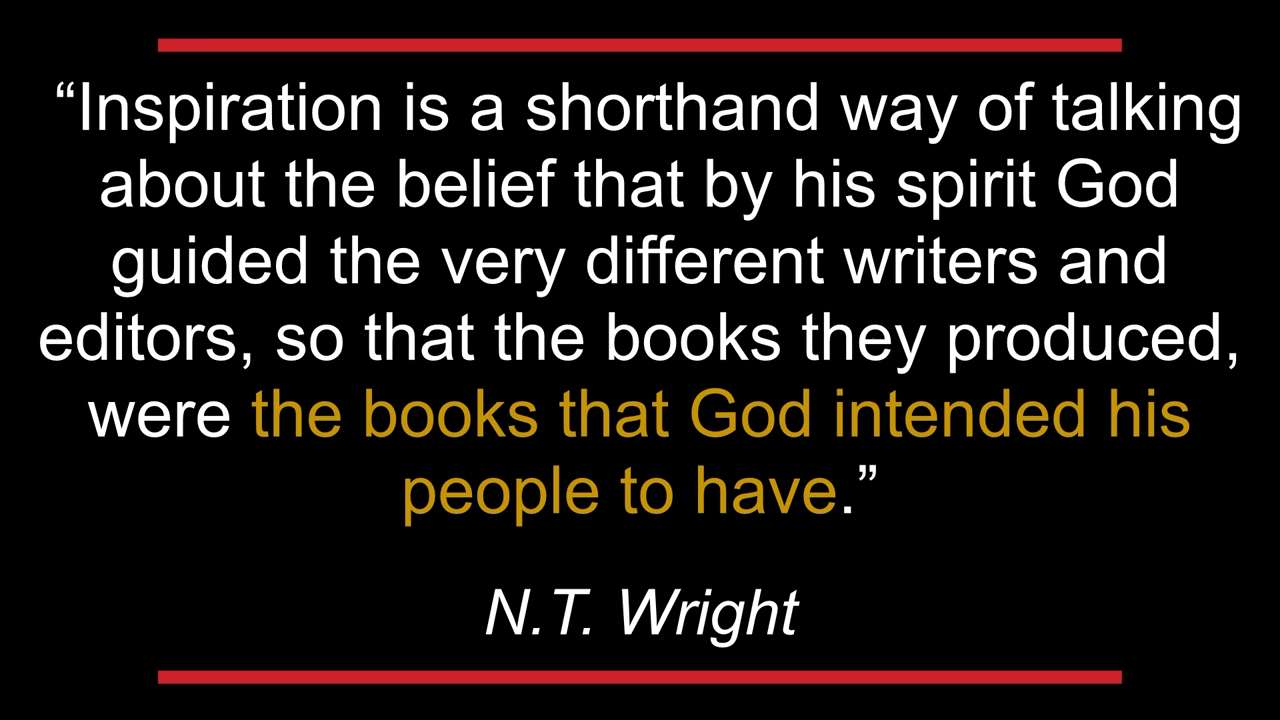 “Inspiration is a shorthand way of talking
about the belief that by his spirit God
guided the very different writers and
editors, so that the books they produced,
were the books that God intended his
people to have.”
N.T. Wright